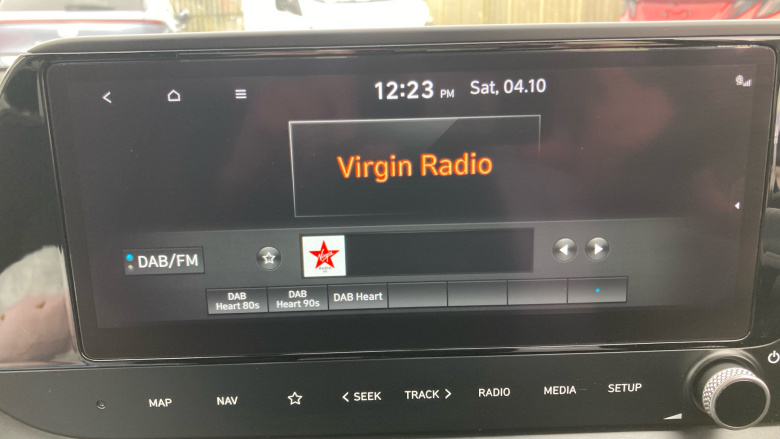 12:23 PM Sat, 04.10
Virgin Radio
DAB/FM
Virgin
DAB
Heart 80s
DAB
Heart 90s
DAB Heart
MAP
NAV
< SEEK
TRACK >
RADIO
MEDIA
SETUP